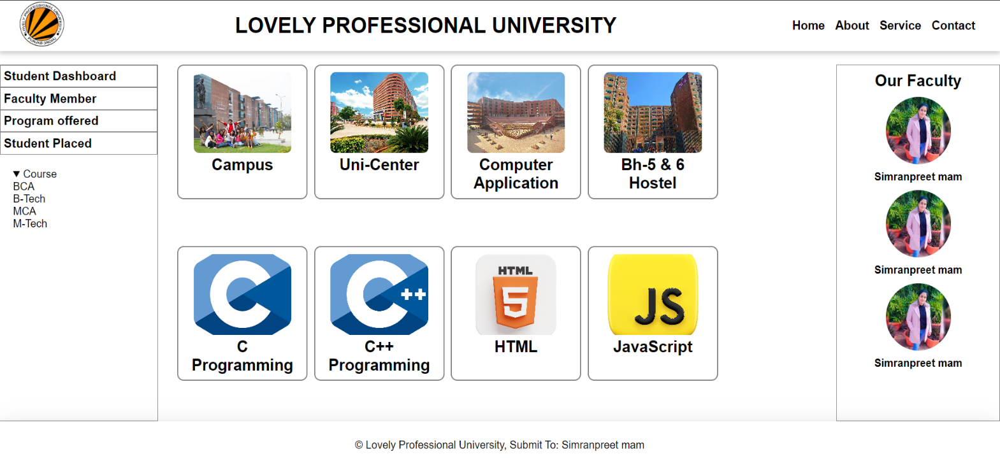 LOVELY PROFESSIONAL UNIVERSITY
PUNJAB (INDIA)
LOVELY PROFESSIONAL UNIVERSITY
Home About Service Contact
Student Dashboard
Faculty Member
Program offered
Student Placed
▼ Course
BCA
B-Tech
MCA
M-Tech
Campus
Uni-Center
Computer
Application
Bh-5 & 6
Hostel
C
Programming
++
C++
Programming
HTML
5
HTML
JS
JavaScript
Our Faculty
Simranpreet mam
Simranpreet mam
Simranpreet mam
© Lovely Professional University, Submit To: Simranpreet mam